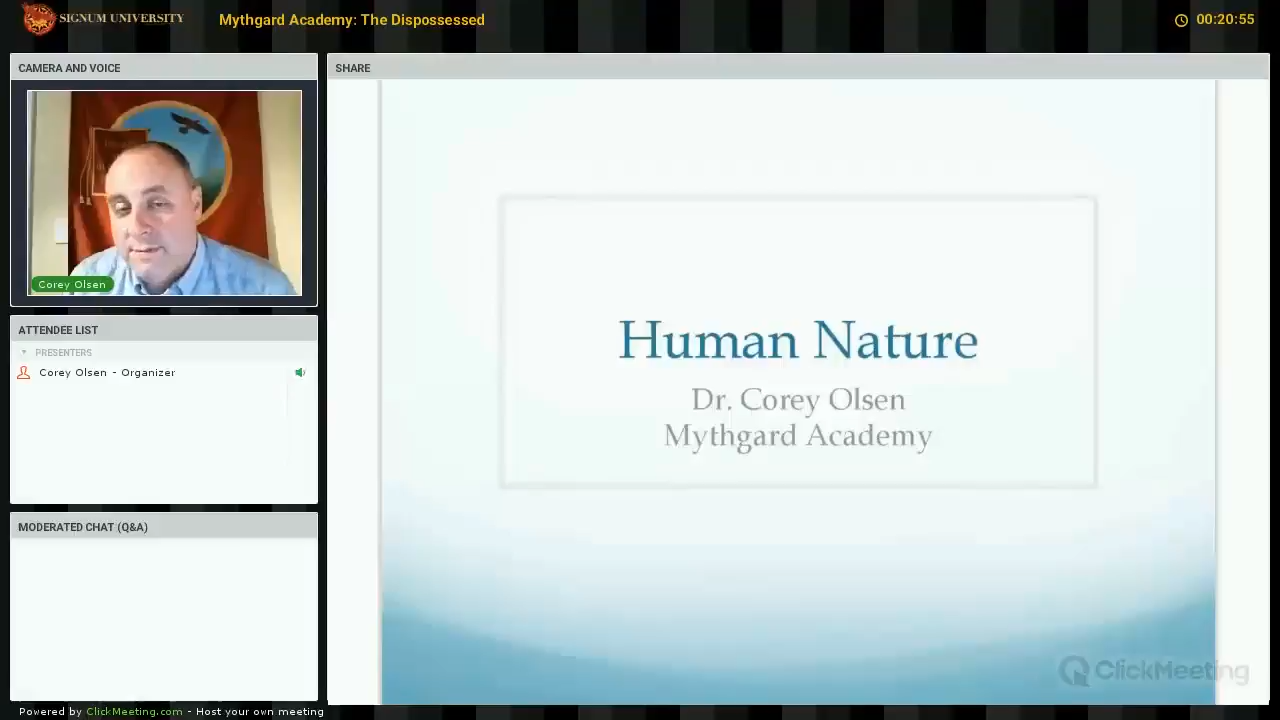 SIGNUM UNIVERSITY
Mythgard Academy: The Dispossessed
00:20:55
CAMERA AND VOICE
SHARE
Corey Olsen
ATTENDEE LIST
PRESENTERS
Corey Olsen - Organizer
MODERATED CHAT (Q&A)
Human Nature
Dr. Corey Olsen
Mythgard Academy
ClickMeeting
Powered by ClickMeeting.com - Host your own meeting